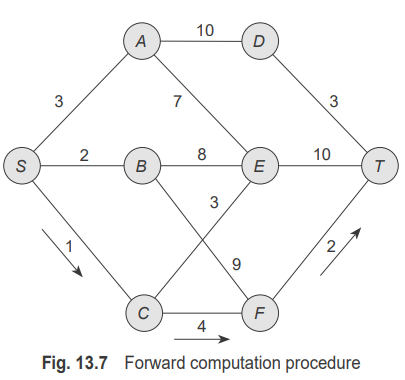 10
A
D
3
7
3
2
8
10
S
B
E
T
3
1
9
2
C
F
4
Fig. 13.7 Forward computation procedure